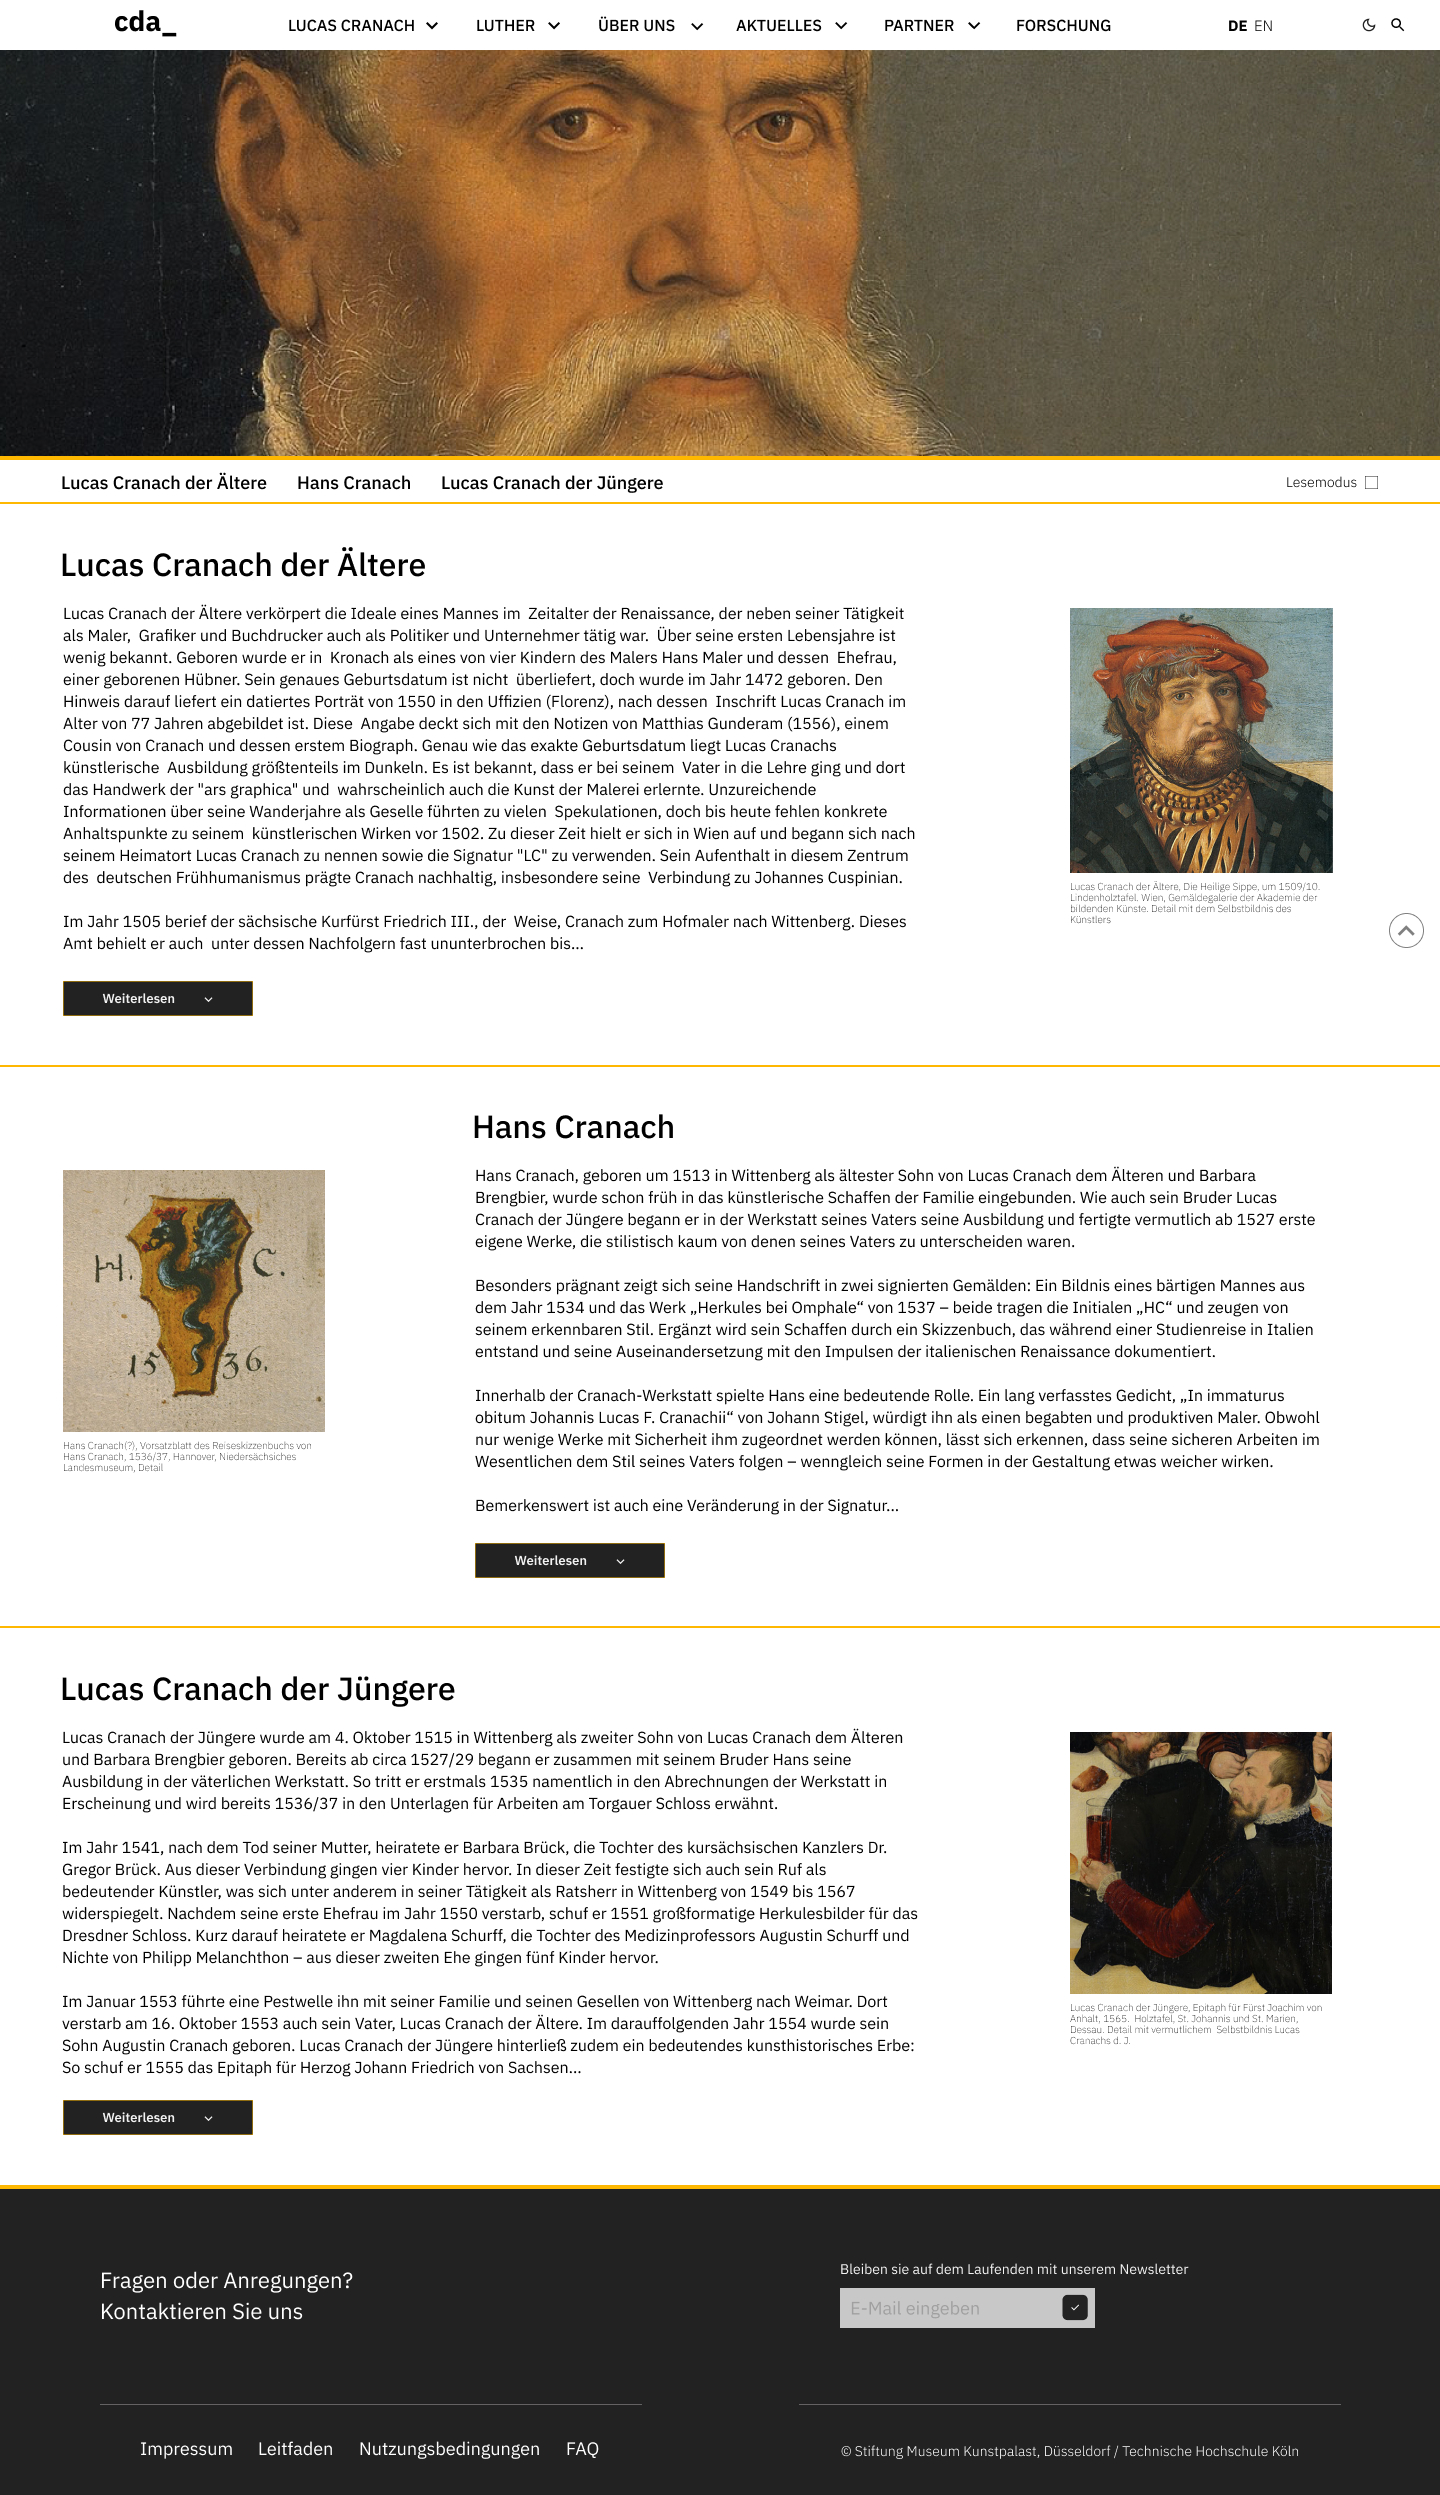 cda_
LUCAS CRANACH
LUTHER
ÜBER UNS
AKTUELLES
PARTNER
FORSCHUNG
DE EN
Lucas Cranach der Ältere
Hans Cranach
Lucas Cranach der Jüngere
Lesemodus
Lucas Cranach der Ältere
Lucas Cranach der Ältere verkörpert die Ideale eines Mannes im Zeitalter der Renaissance, der neben seiner Tätigkeit
als Maler, Grafiker und Buchdrucker auch als Politiker und Unternehmer tätig war. Über seine ersten Lebensjahre ist
wenig bekannt. Geboren wurde er in Kronach als eines von vier Kindern des Malers Hans Maler und dessen Ehefrau,
einer geborenen Hübner. Sein genaues Geburtsdatum ist nicht überliefert, doch wurde im Jahr 1472 geboren. Den
Hinweis darauf liefert ein datiertes Porträt von 1550 in den Uffizien (Florenz), nach dessen Inschrift Lucas Cranach im
Alter von 77 Jahren abgebildet ist. Diese Angabe deckt sich mit den Notizen von Matthias Gunderam (1556), einem
Cousin von Cranach und dessen erstem Biograph. Genau wie das exakte Geburtsdatum liegt Lucas Cranachs
künstlerische Ausbildung größtenteils im Dunkeln. Es ist bekannt, dass er bei seinem Vater in die Lehre ging und dort
das Handwerk der "ars graphica" und wahrscheinlich auch die Kunst der Malerei erlernte. Unzureichende
Informationen über seine Wanderjahre als Geselle führten zu vielen Spekulationen, doch bis heute fehlen konkrete
Anhaltspunkte zu seinem künstlerischen Wirken vor 1502. Zu dieser Zeit hielt er sich in Wien auf und begann sich nach
seinem Heimatort Lucas Cranach zu nennen sowie die Signatur "LC" zu verwenden. Sein Aufenthalt in diesem Zentrum
des deutschen Frühhumanismus prägte Cranach nachhaltig, insbesondere seine Verbindung zu Johannes Cuspinian.
Im Jahr 1505 berief der sächsische Kurfürst Friedrich III., der Weise, Cranach zum Hofmaler nach Wittenberg. Dieses
Amt behielt er auch unter dessen Nachfolgern fast ununterbrochen bis...
Weiterlesen
Lucas Cranach der Ältere, Die Heilige Sippe, um 1509/10.
Lindenholztafel. Wien, Gemäldegalerie der Akademie der
bildenden Künste. Detail mit dem Selbstbildnis des
Künstlers
Hans Cranach
H. C.
15 36.
Hans Cranach(?), Vorsatzblatt des Reiseskizzenbuchs von
Hans Cranach, 1536/37, Hannover, Niedersächsisches
Landesmuseum, Detail
Hans Cranach, geboren um 1513 in Wittenberg als ältester Sohn von Lucas Cranach dem Älteren und Barbara
Brengbier, wurde schon früh in das künstlerische Schaffen der Familie eingebunden. Wie auch sein Bruder Lucas
Cranach der Jüngere begann er in der Werkstatt seines Vaters seine Ausbildung und fertigte vermutlich ab 1527 erste
eigene Werke, die stilistisch kaum von denen seines Vaters zu unterscheiden waren.
Besonders prägnant zeigt sich seine Handschrift in zwei signierten Gemälden: Ein Bildnis eines bärtigen Mannes aus
dem Jahr 1534 und das Werk „Herkules bei Omphale“ von 1537 – beide tragen die Initialen „HC“ und zeugen von
seinem erkennbaren Stil. Ergänzt wird sein Schaffen durch ein Skizzenbuch, das während einer Studienreise in Italien
entstand und seine Auseinandersetzung mit den Impulsen der italienischen Renaissance dokumentiert.
Innerhalb der Cranach-Werkstatt spielte Hans eine bedeutende Rolle. Ein lang verfasstes Gedicht, „In immaturus
obitum Johannis Lucas F. Cranachii“ von Johann Stigel, würdigt ihn als einen begabten und produktiven Maler. Obwohl
nur wenige Werke mit Sicherheit ihm zugeordnet werden können, lässt sich erkennen, dass seine sicheren Arbeiten im
Wesentlichen dem Stil seines Vaters folgen – wenngleich seine Formen in der Gestaltung etwas weicher wirken.
Bemerkenswert ist auch eine Veränderung in der Signatur...
Weiterlesen
Lucas Cranach der Jüngere
Lucas Cranach der Jüngere wurde am 4. Oktober 1515 in Wittenberg als zweiter Sohn von Lucas Cranach dem Älteren
und Barbara Brengbier geboren. Bereits ab circa 1527/29 begann er zusammen mit seinem Bruder Hans seine
Ausbildung in der väterlichen Werkstatt. So tritt er erstmals 1535 namentlich in den Abrechnungen der Werkstatt in
Erscheinung und wird bereits 1536/37 in den Unterlagen für Arbeiten am Torgauer Schloss erwähnt.
Im Jahr 1541, nach dem Tod seiner Mutter, heiratete er Barbara Brück, die Tochter des kursächsischen Kanzlers Dr.
Gregor Brück. Aus dieser Verbindung gingen vier Kinder hervor. In dieser Zeit festigte sich auch sein Ruf als
bedeutender Künstler, was sich unter anderem in seiner Tätigkeit als Ratsherr in Wittenberg von 1549 bis 1567
widerspiegelt. Nachdem seine erste Ehefrau im Jahr 1550 verstarb, schuf er 1551 großformatige Herkulesbilder für das
Dresdner Schloss. Kurz darauf heiratete er Magdalena Schurff, die Tochter des Medizinprofessors Augustin Schurff und
Nichte von Philipp Melanchthon – aus dieser zweiten Ehe gingen fünf Kinder hervor.
Im Januar 1553 führte eine Pestwelle ihn mit seiner Familie und seinen Gesellen von Wittenberg nach Weimar. Dort
verstarb am 16. Oktober 1553 auch sein Vater, Lucas Cranach der Ältere. Im darauffolgenden Jahr 1554 wurde sein
Sohn Augustin Cranach geboren. Lucas Cranach der Jüngere hinterließ zudem ein bedeutendes kunsthistorisches Erbe:
So schuf er 1555 das Epitaph für Herzog Johann Friedrich von Sachsen...
Weiterlesen
Lucas Cranach der Jüngere, Epitaph für Fürst Joachim von
Anhalt, 1565. Holztafel, St. Johannis und St. Marien,
Dessau. Detail mit vermutlichem Selbstbildnis Lucas
Cranachs d. J.
Fragen oder Anregungen?
Kontaktieren Sie uns
Bleiben sie auf dem Laufenden mit unserem Newsletter
E-Mail eingeben
Impressum
Leitfaden
Nutzungsbedingungen
FAQ
© Stiftung Museum Kunstpalast, Düsseldorf / Technische Hochschule Köln